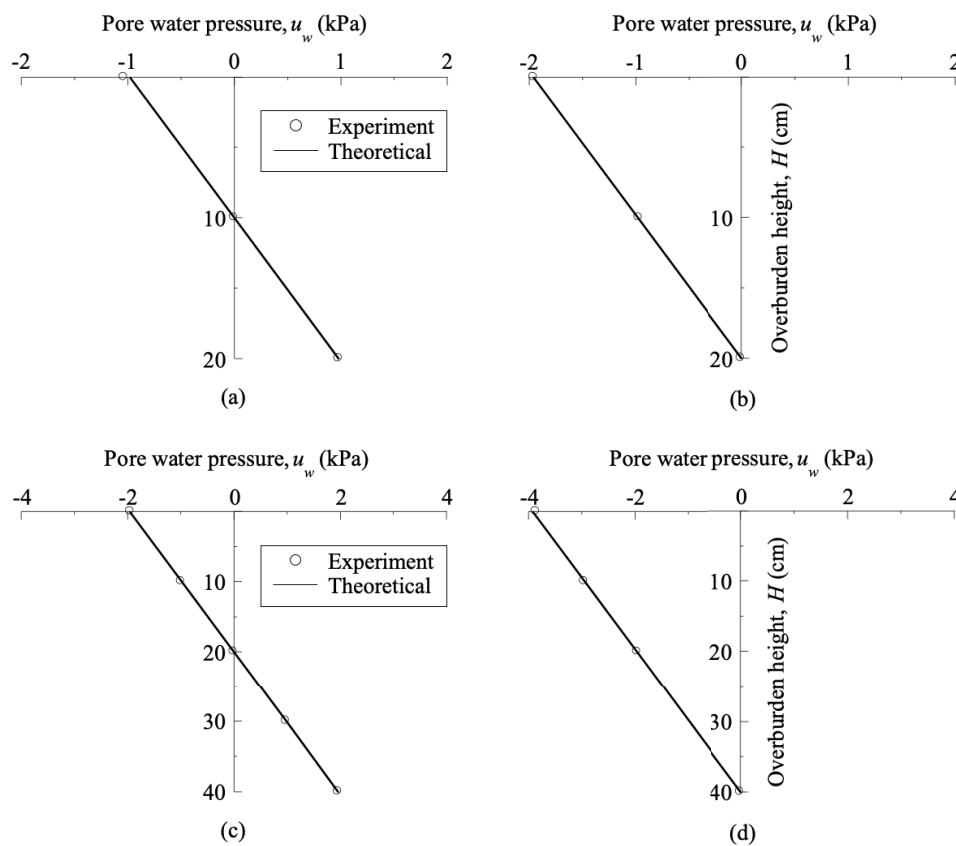 Pore water pressure, u_w (kPa)
-2 -1 0 1 2
10
20
Experiment
Theoretical
(a)
Pore water pressure, u_w (kPa)
-2 -1 0 1 2
10
20
Overburden height, H (cm)
(b)
Pore water pressure, u_w (kPa)
-4 -2 0 2 4
10
20
30
40
Experiment
Theoretical
(c)
Pore water pressure, u_w (kPa)
-4 -2 0 2 4
10
20
30
40
Overburden height, H (cm)
(d)